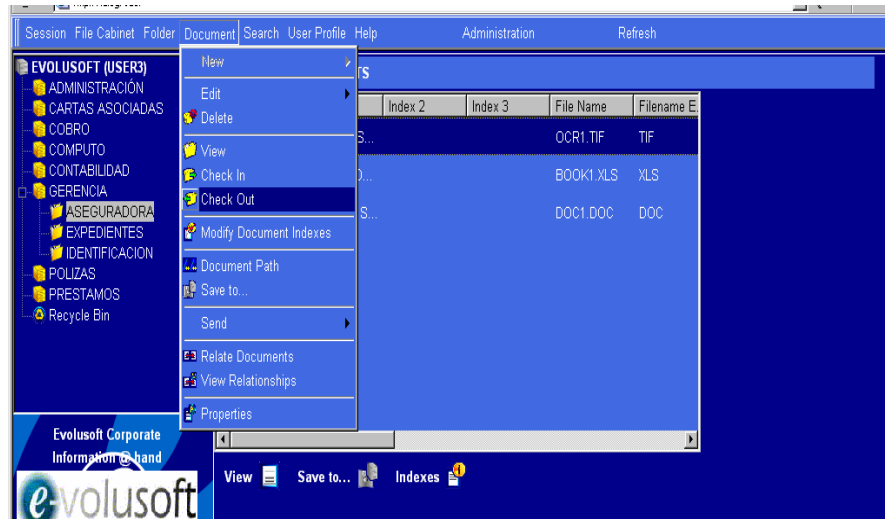 Session File Cabinet Folder Document Search User Profile Help Administration Refresh
EVOLUSOFT (USER3)
ADMINISTRACIÓN
CARTAS ASOCIADAS
COBRO
COMPUTO
CONTABILIDAD
GERENCIA
ASEGURADORA
EXPEDIENTES
IDENTIFICACION
POLIZAS
PRESTAMOS
Recycle Bin
New
Edit
Delete
View
Check In
Check Out
Modify Document Indexes
Document Path
Save to...
Send
Relate Documents
View Relationships
Properties
TS
Index 2 Index 3 File Name Filename E.
S... OCR1.TIF TIF
O... BOOK1.XLS XLS
S... DOC1.DOC DOC
Evolusoft Corporate
Information @ hand
e-volusoft
View Save to... Indexes